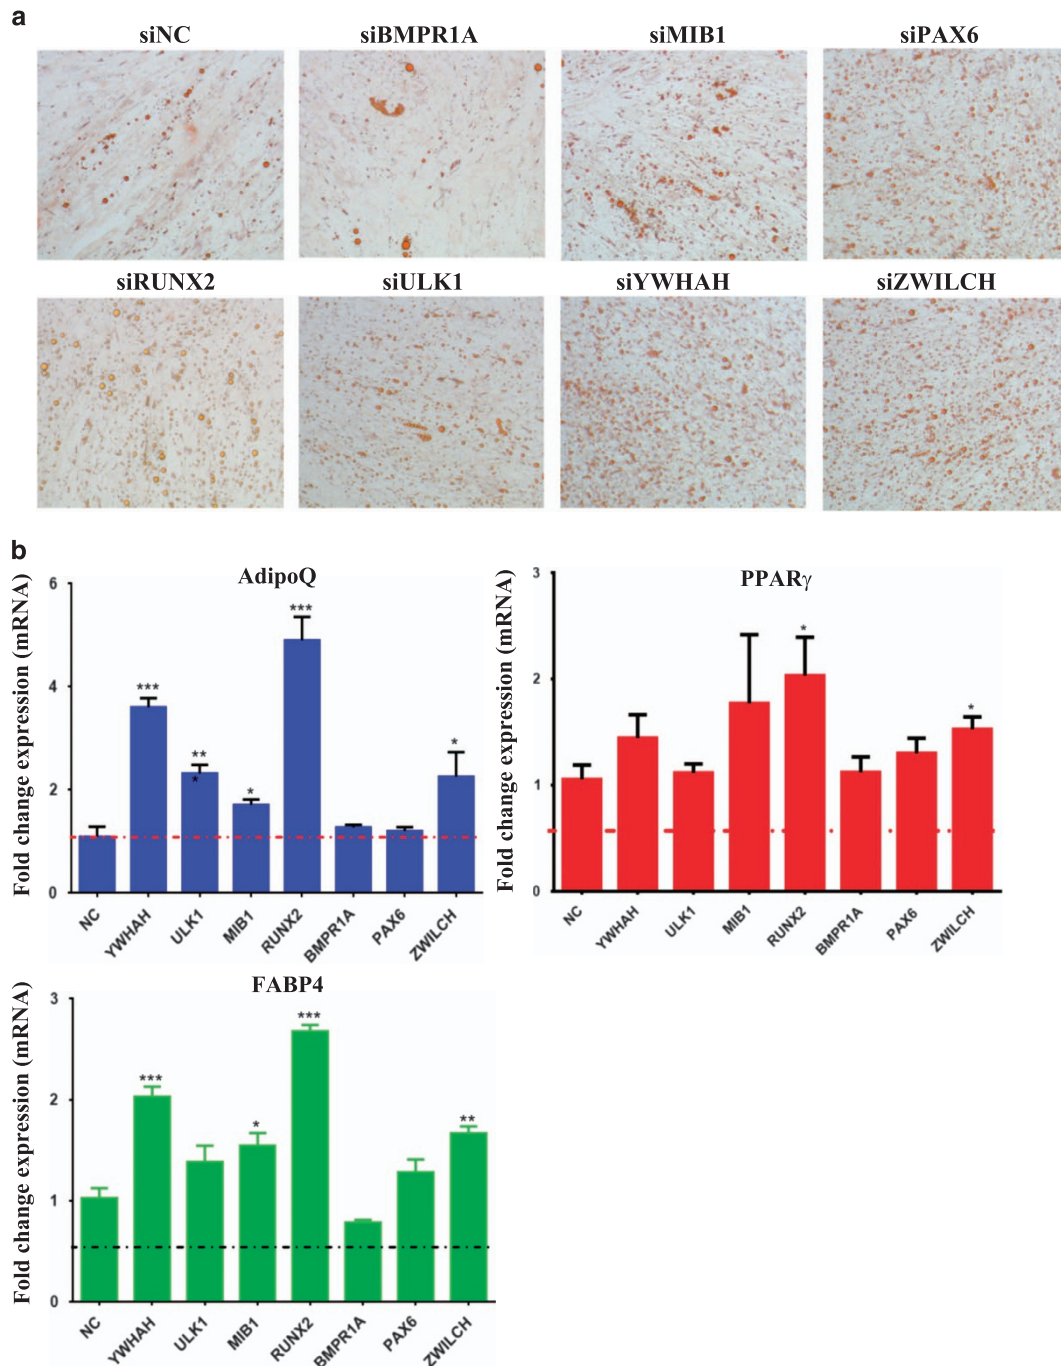 a
siNC siBMPR1A siMIB1 siPAX6
siRUNX2 siULK1 siYWHAH siZWILCH
b
AdipoQ
Fold change expression (mRNA)
6
4
2
0
***
**
*
*
***
*
NC YWHAH ULK1 MIB1 RUNX2 BMPR1A PAX6 ZWILCH
PPARγ
Fold change expression (mRNA)
3
2
1
0
*
*
NC YWHAH ULK1 MIB1 RUNX2 BMPR1A PAX6 ZWILCH
FABP4
Fold change expression (mRNA)
3
2
1
0
***
*
***
**
NC YWHAH ULK1 MIB1 RUNX2 BMPR1A PAX6 ZWILCH